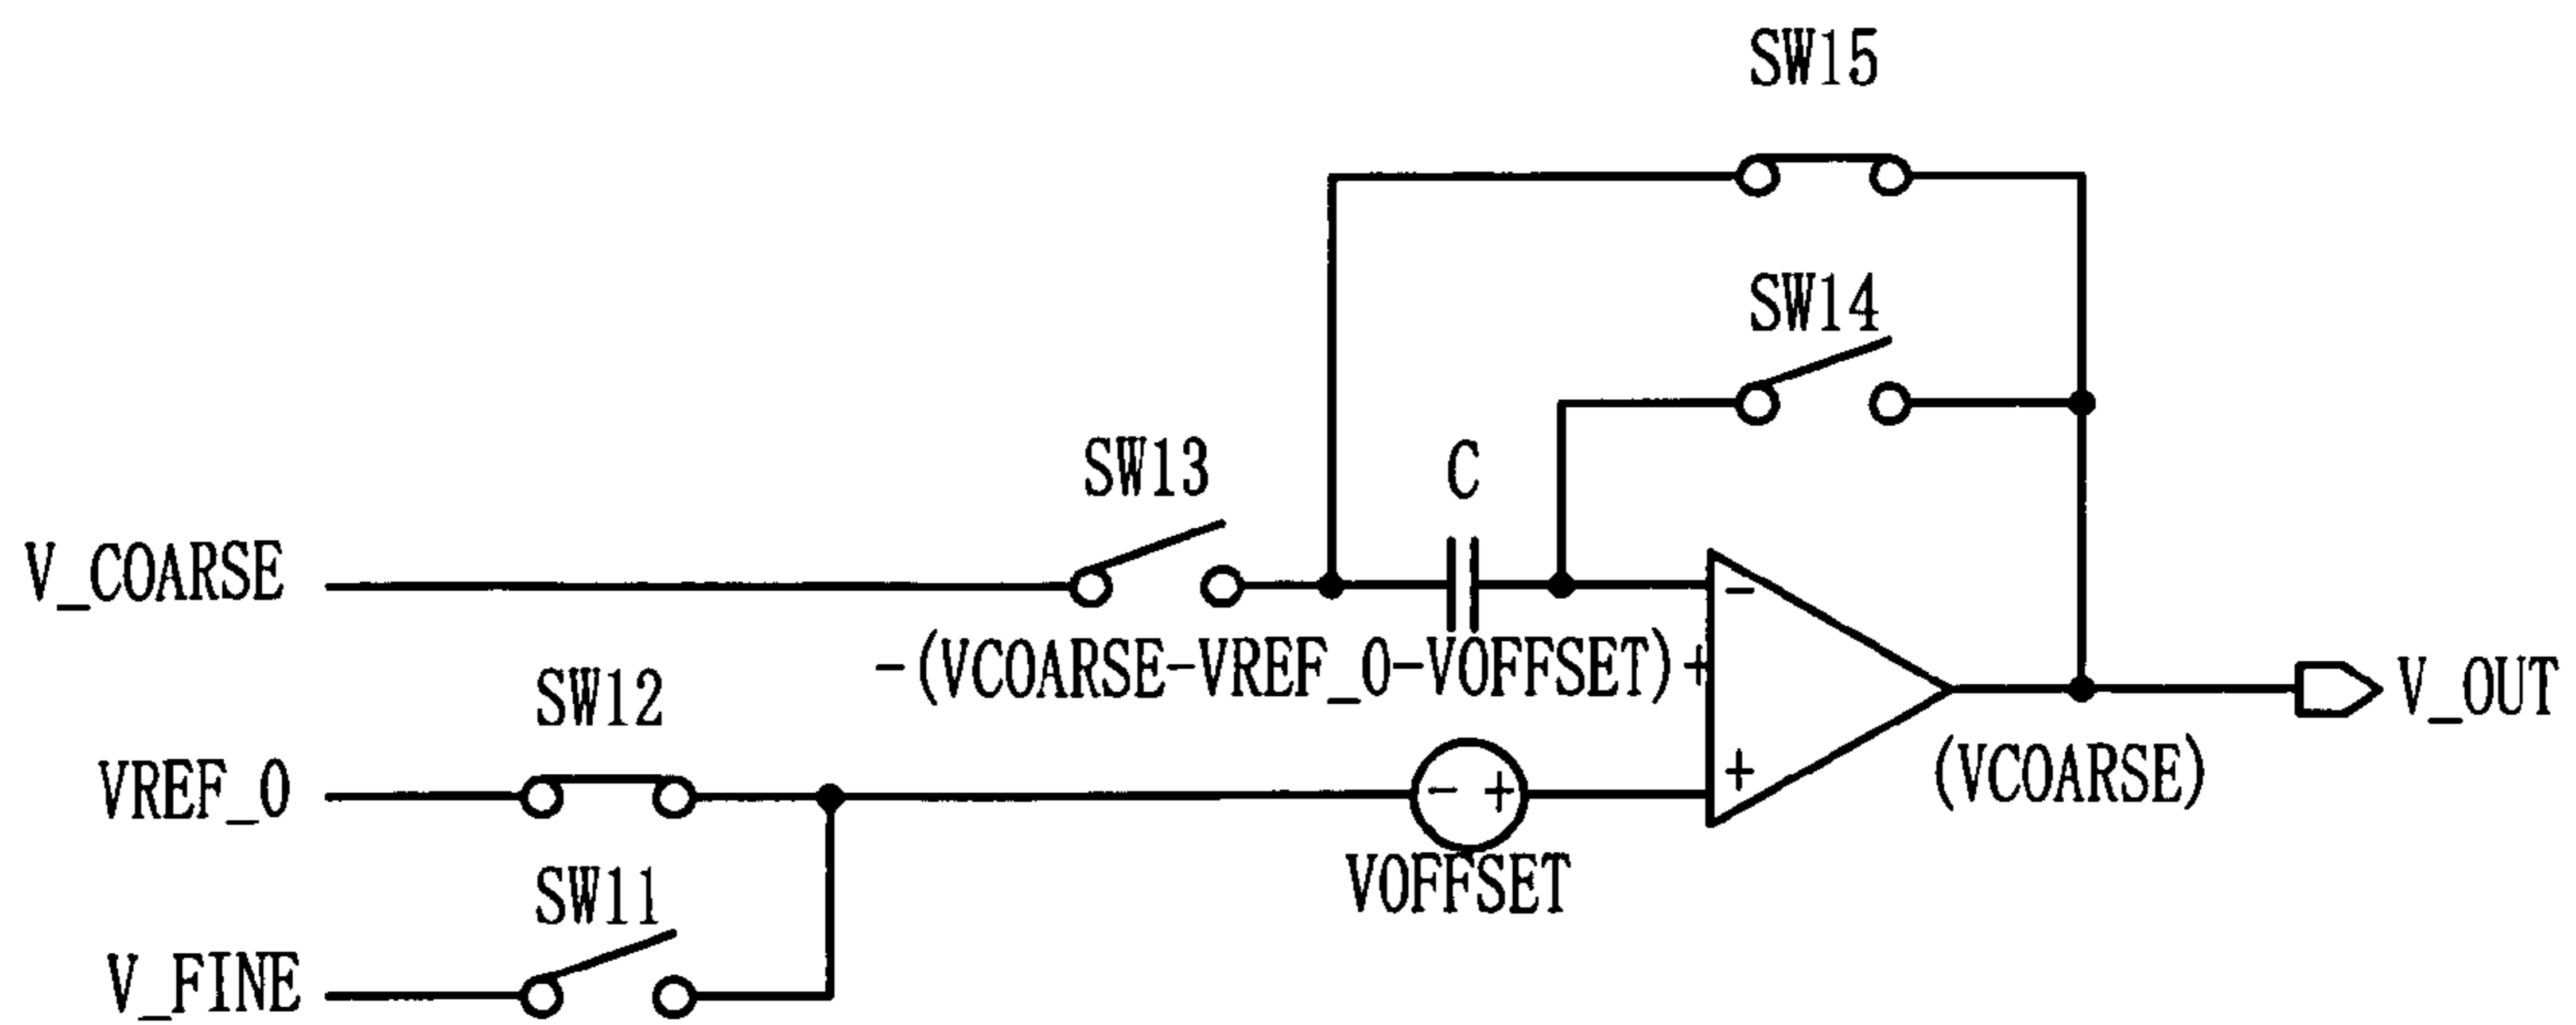 SW15
SW14
SW13
C
V_COARSE
-(VCOARSE-VREF_0-VOFFSET)+
-
SW12
V_OUT
VREF_0
- +
+
(VCOARSE)
SW11
VOFFSET
V_FINE